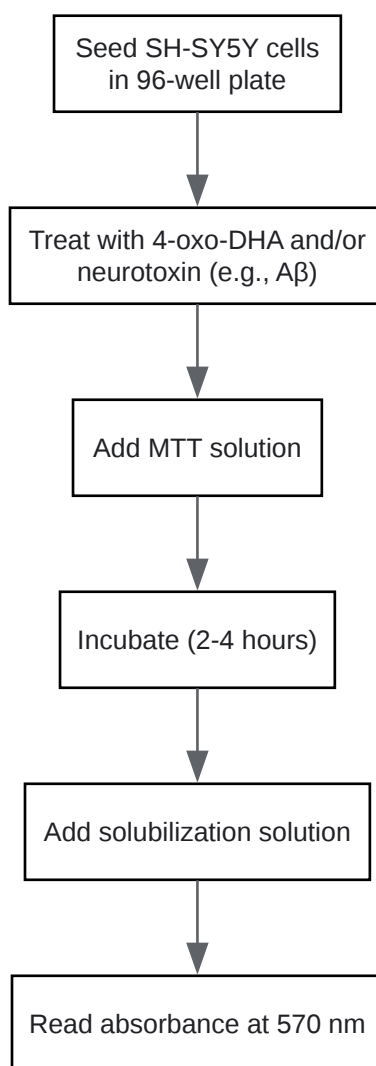 Seed SH-SY5Y cells
in 96-well plate
Treat with 4-oxo-DHA and/or
neurotoxin (e.g., Aβ)
Add MTT solution
Incubate (2-4 hours)
Add solubilization solution
Read absorbance at 570 nm